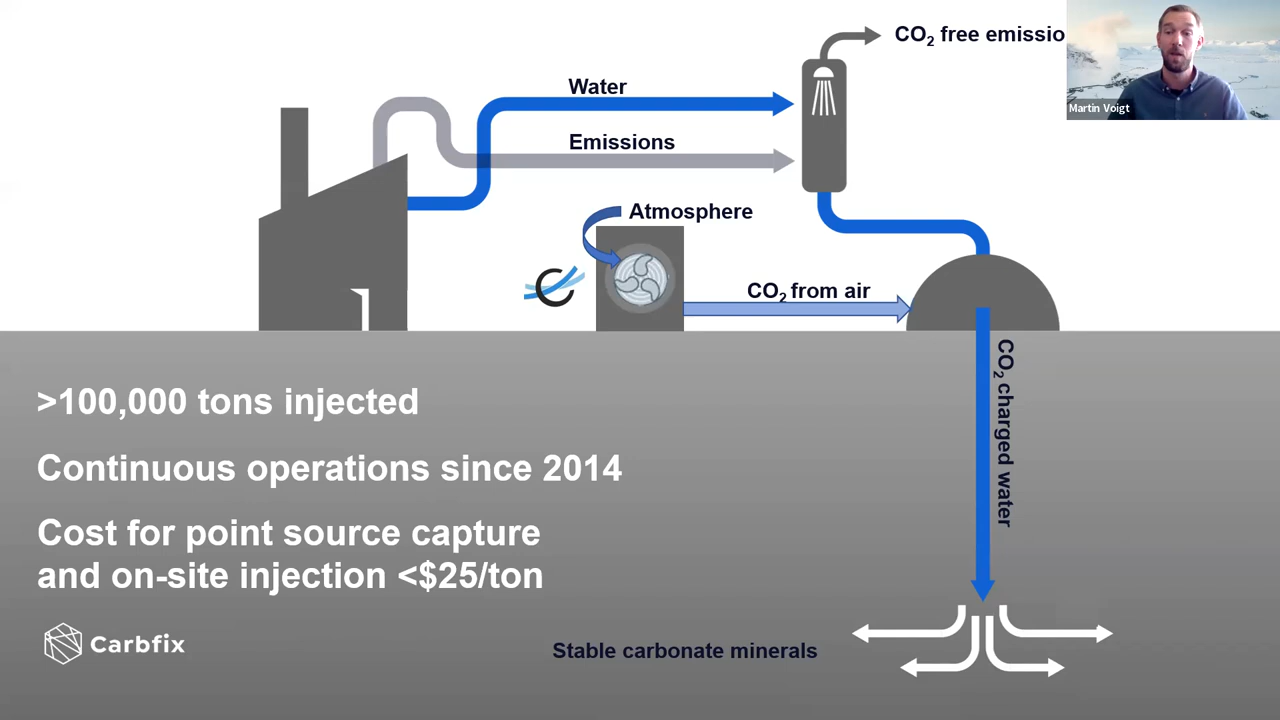 CO2 free emissio
Martin Voigt
Water
Emissions
Atmosphere
CO2 from air
CO2 charged water
>100,000 tons injected
Continuous operations since 2014
Cost for point source capture
and on-site injection <$25/ton
Carbfix
Stable carbonate minerals